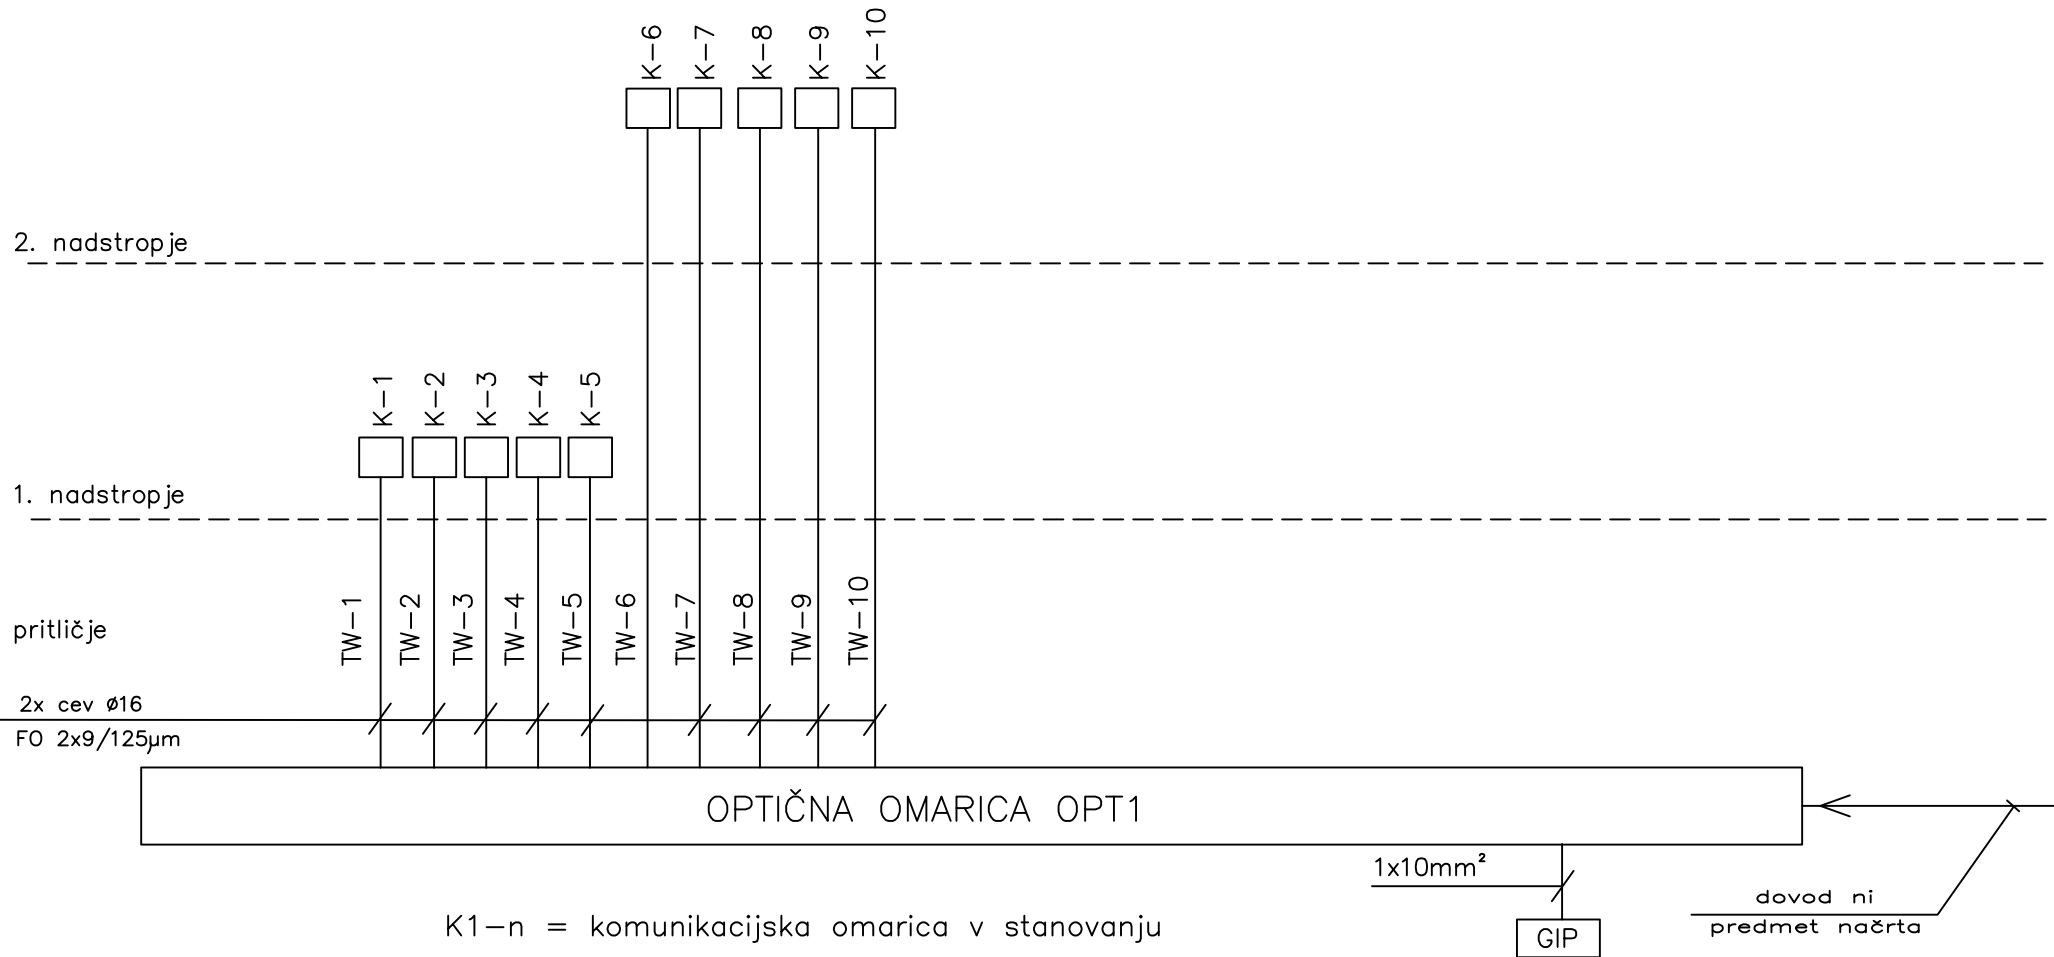 K-6
K-7
K-8
K-9
K-10
2. nadstropje
K-1
K-2
K-3
K-4
K-5
1. nadstropje
TW-1
TW-2
TW-3
TW-4
TW-5
TW-6
TW-7
TW-8
TW-9
TW-10
pritličje
2x cev ø16
FO 2x9/125µm
OPTIČNA OMARICA OPT1
1x10mm²
dovod ni
predmet načrta
K1-n = komunikacijska omarica v stanovanju
GIP